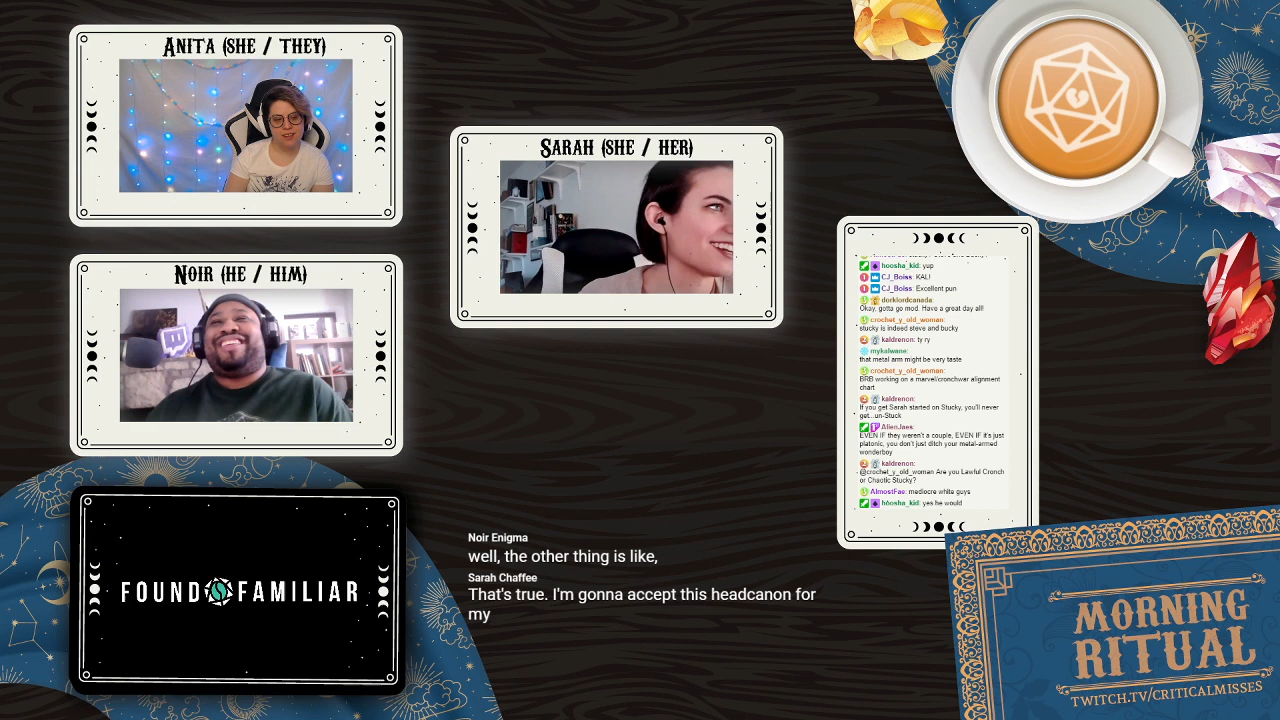 Anita (she / they)
Sarah (she / her)
Noir (he / him)
hoosha_kid: yup
CJ_Boiss: KALI
CJ_Boiss: Excellent pun
dorklordcanada:
Okay, gotta go mod. Have a great day all!
crochet_y_old_woman:
stucky is indeed steve and bucky
kaldrenon: ty ry
mykalwane:
that metal arm might be very taste
crochet_y_old_woman:
BRB working on a marvel/cronchwar alignment
chart
kaldrenon:
If you get Sarah started on Stucky, you'll never
get...un-Stuck
AlienJaes:
EVEN IF they weren't a couple, EVEN IF it's just
platonic, you don't just ditch your metal-armed
wonderboy
kaldrenon:
@crochet_y_old_woman Are you Lawful Cronch
or Chaotic Stucky?
AlmostFae: mediocre white guys
hoosha_kid: yes he would
FOUND FAMILIAR
Noir Enigma
well, the other thing is like,
Sarah Chaffee
That's true. I'm gonna accept this headcanon for
my
MORNING
RITUAL
TWITCH.TV/CRITICALMISSES